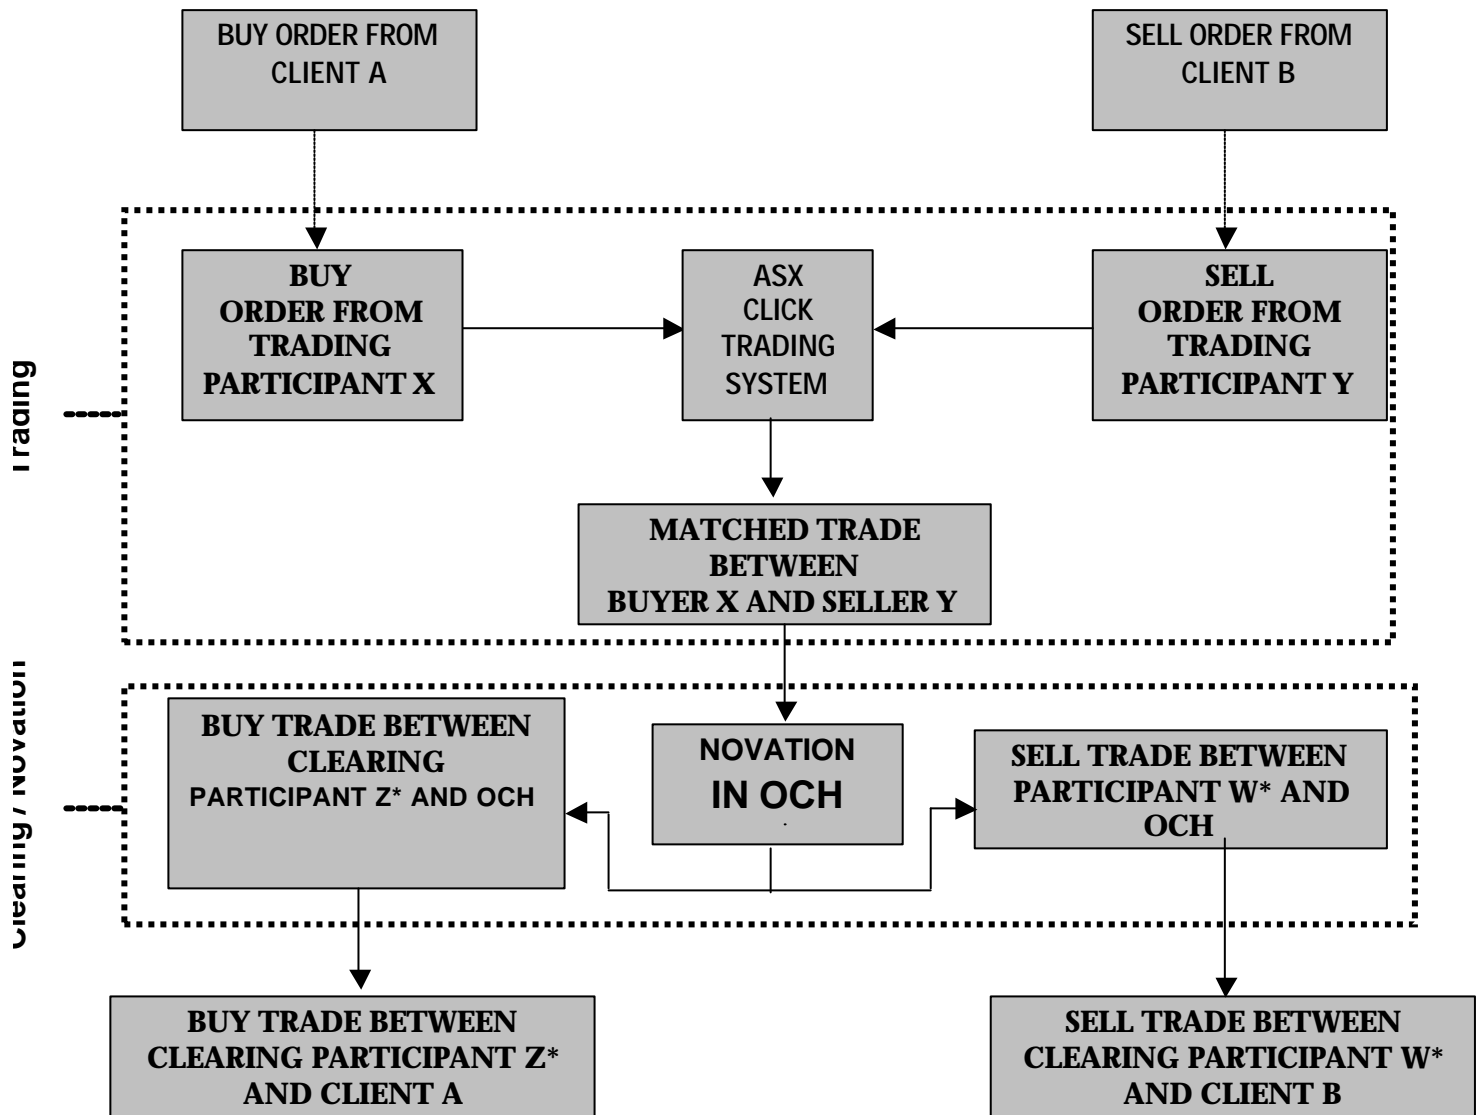 BUY ORDER FROM
CLIENT A
SELL ORDER FROM
CLIENT B
Trading
BUY
ORDER FROM
TRADING
PARTICIPANT X
ASX
CLICK
TRADING
SYSTEM
SELL
ORDER FROM
TRADING
PARTICIPANT Y
MATCHED TRADE
BETWEEN
BUYER X AND SELLER Y
Clearing / Novation
BUY TRADE BETWEEN
CLEARING
PARTICIPANT Z* AND OCH
NOVATION
IN OCH
.
SELL TRADE BETWEEN
PARTICIPANT W* AND
OCH
BUY TRADE BETWEEN
CLEARING PARTICIPANT Z*
AND CLIENT A
SELL TRADE BETWEEN
CLEARING PARTICIPANT W*
AND CLIENT B